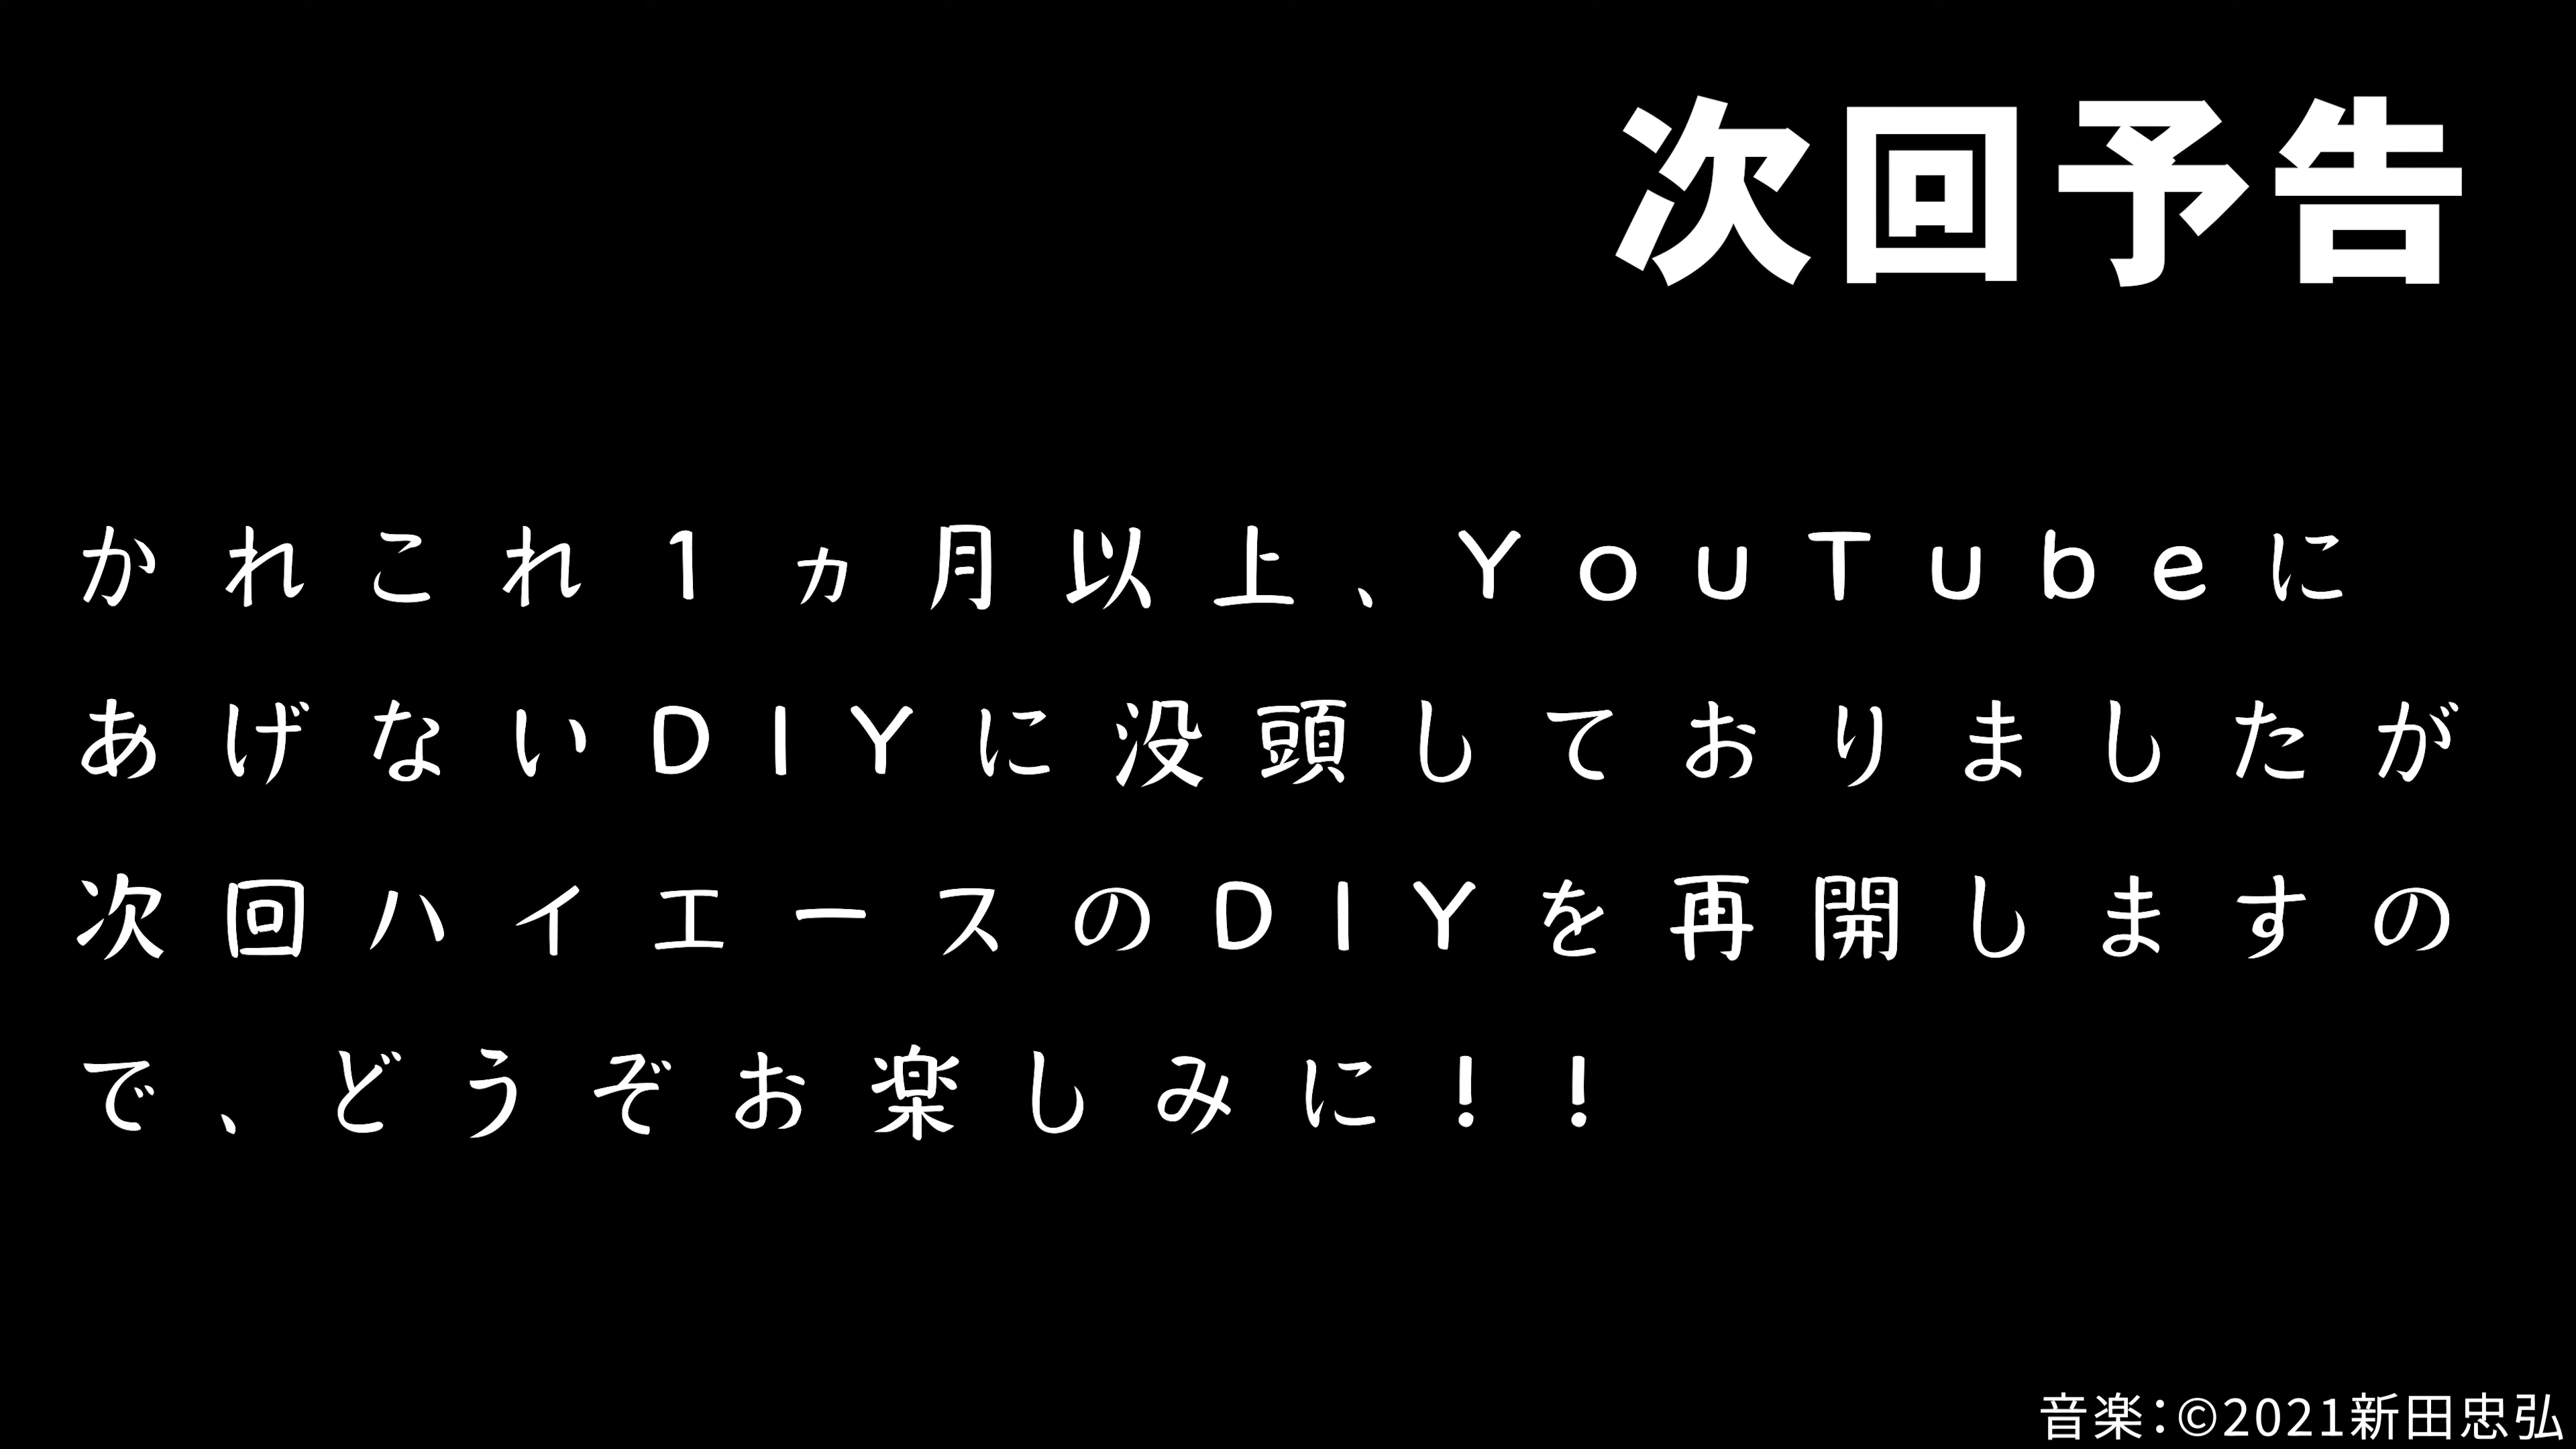 次回予告
かれこれ1ヵ月以上、YouTubeに
あげないDIYに没頭しておりましたが
次回ハイエースのDIYを再開しますの
で、どうぞお楽しみに！！
音楽：©2021新田忠弘